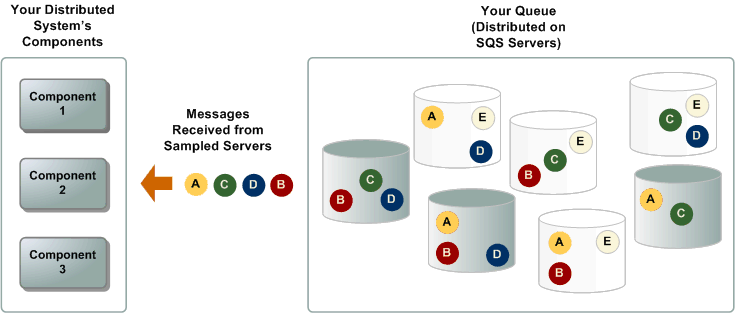 Your Distributed
System's
Components
Component
1
Component
2
Component
3
Messages
Received from
Sampled Servers
A C D B
Your Queue
(Distributed on
SQS Servers)
A E
D
E
C
B
E
C
D
C
B D
A
B D
A E
B
A
C